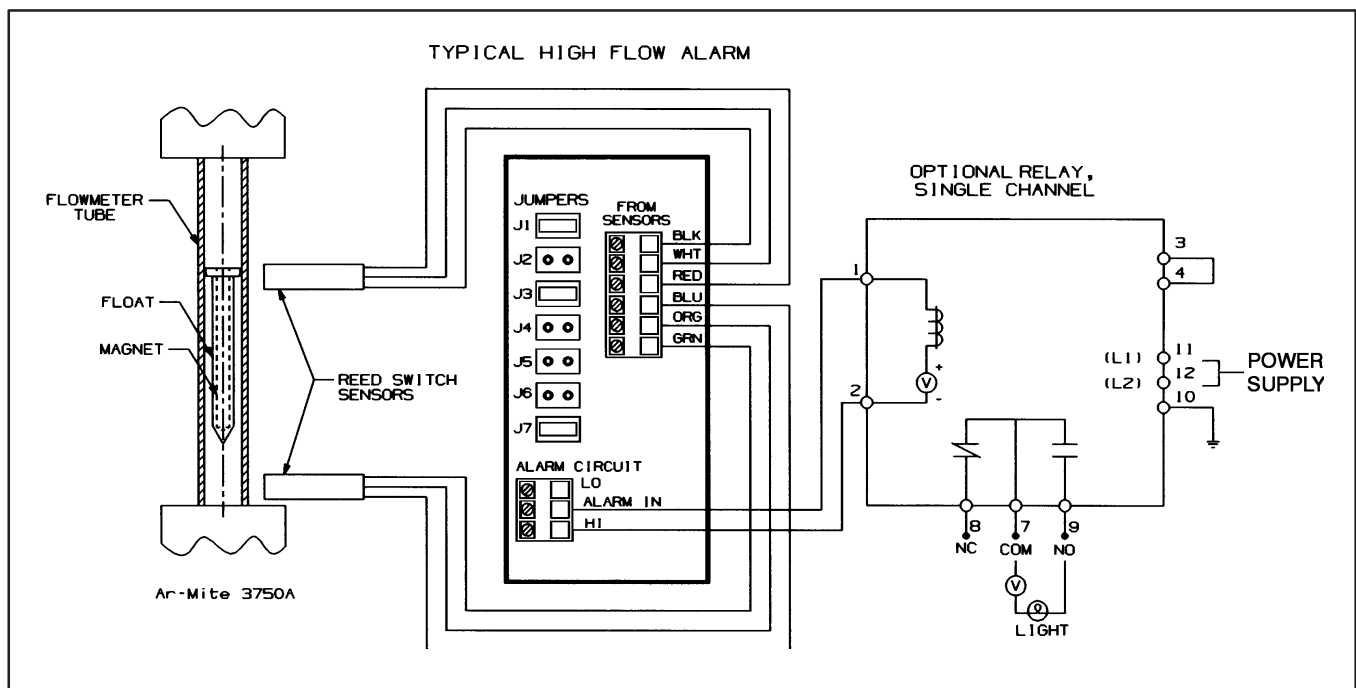 TYPICAL HIGH FLOW ALARM
FLOWMETER
TUBE
FLOAT
MAGNET
REED SWITCH
SENSORS
Ar-Mite 3750A
JUMPERS
J1
J2
J3
J4
J5
J6
J7
FROM
SENSORS
BLK
WHT
RED
BLU
ORG
GRN
ALARM CIRCUIT
LO
ALARM IN
HI
OPTIONAL RELAY,
SINGLE CHANNEL
1
2
+
V
-
3
4
(L1) 11
(L2) 12
10
POWER
SUPPLY
8 7 9
NC COM NO
V
LIGHT